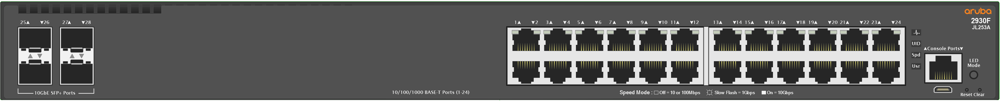 aruba
2930F
JL253A
25▲ ▼26 27▲ ▼28
1▲ ▼2 3▲ ▼4 5▲ ▼6 7▲ ▼8 9▲ ▼10 11▲ ▼12 13▲ ▼14 15▲ ▼16 17▲ ▼18 19▲ ▼20 21▲ ▼22 23▲ ▼24
UID
Spd
Usr
▲Console Ports▼
LED
Mode
10GbE SFP+ Ports
10/100/1000 BASE-T Ports (1-24)
Speed Mode : Off = 10 or 100Mbps Slow Flash = 1Gbps On = 10Gbps
Reset Clear